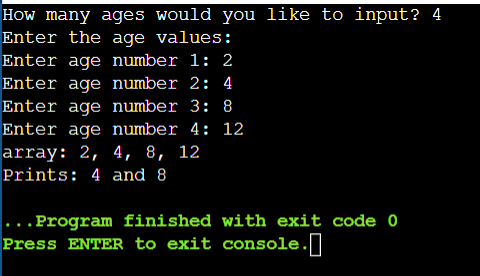 How many ages would you like to input? 4
Enter the age values:
Enter age number 1: 2
Enter age number 2: 4
Enter age number 3: 8
Enter age number 4: 12
array: 2, 4, 8, 12
Prints: 4 and 8
...Program finished with exit code 0
Press ENTER to exit console.